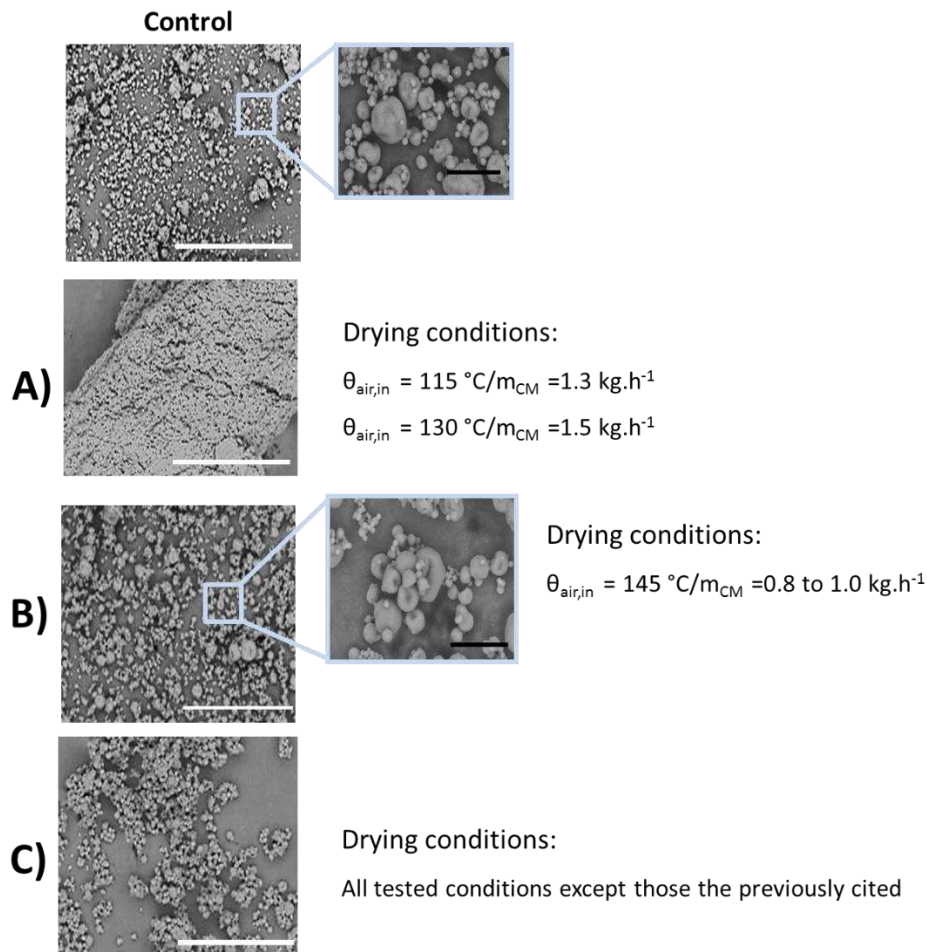 Control
A)
Drying conditions:
θair,in = 115 °C/mCM =1.3 kg.h-1
θair,in = 130 °C/mCM =1.5 kg.h-1
B)
Drying conditions:
θair,in = 145 °C/mCM =0.8 to 1.0 kg.h-1
C)
Drying conditions:
All tested conditions except those the previously cited